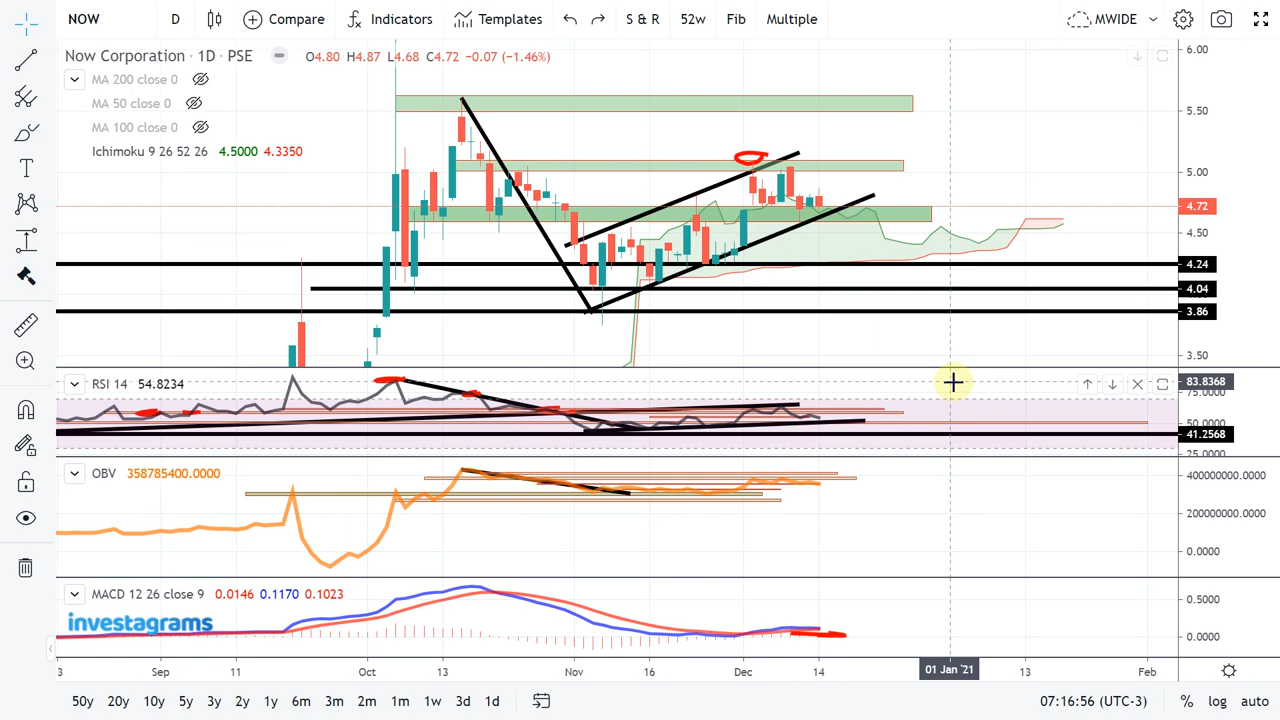 NOW D Compare Indicators Templates S & R 52w Fib Multiple MWIDE
Now Corporation · 1D · PSE O4.80 H4.87 L4.68 C4.72 −0.07 (−1.46%)
MA 200 close 0
MA 50 close 0
MA 100 close 0
Ichimoku 9 26 52 26 4.5000 4.3350
6.00
5.50
5.00
4.72
4.50
4.24
4.04
3.86
3.50
RSI 14 54.8234
83.8368
75.0000
50.0000
41.2568
25.0000
OBV 358785400.0000
400000000.0000
200000000.0000
0.0000
MACD 12 26 close 9 0.0146 0.1170 0.1023
0.5000
investagrams
0.0000
3 Sep 11 Oct 13 Nov 16 Dec 14 01 Jan '21 13 Feb
50y 20y 10y 5y 3y 2y 1y 6m 3m 2m 1m 1w 3d 1d 07:16:56 (UTC-3) % log auto